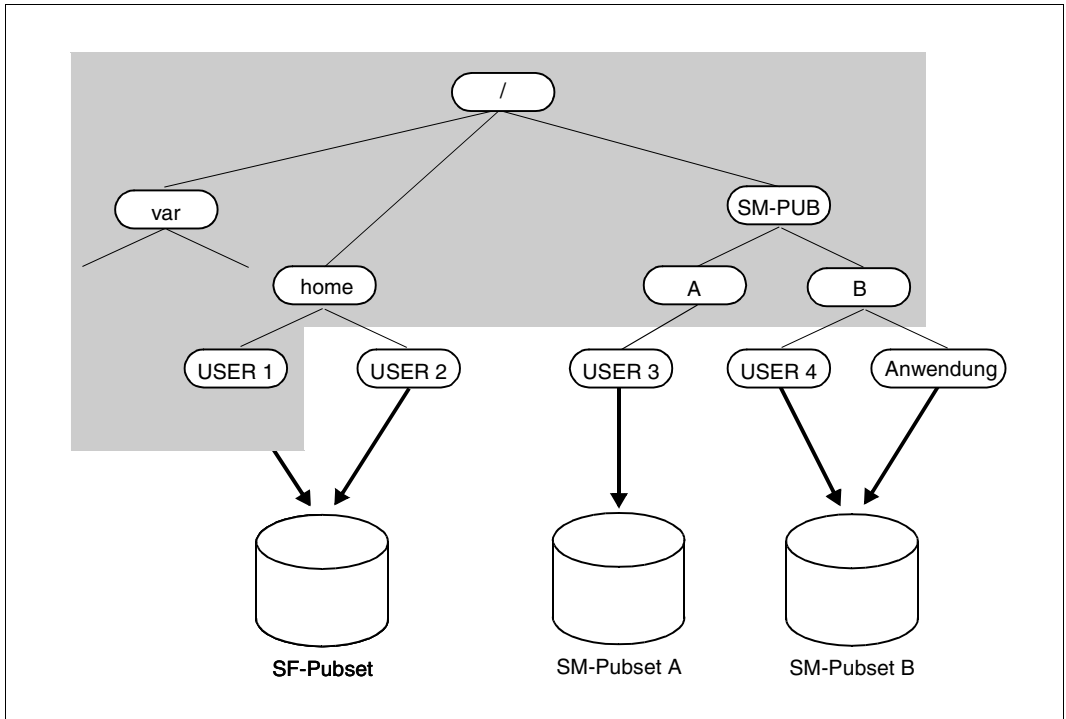 /
var
SM-PUB
home
A
B
USER 1
USER 2
USER 3
USER 4
Anwendung
SF-Pubset
SM-Pubset A
SM-Pubset B